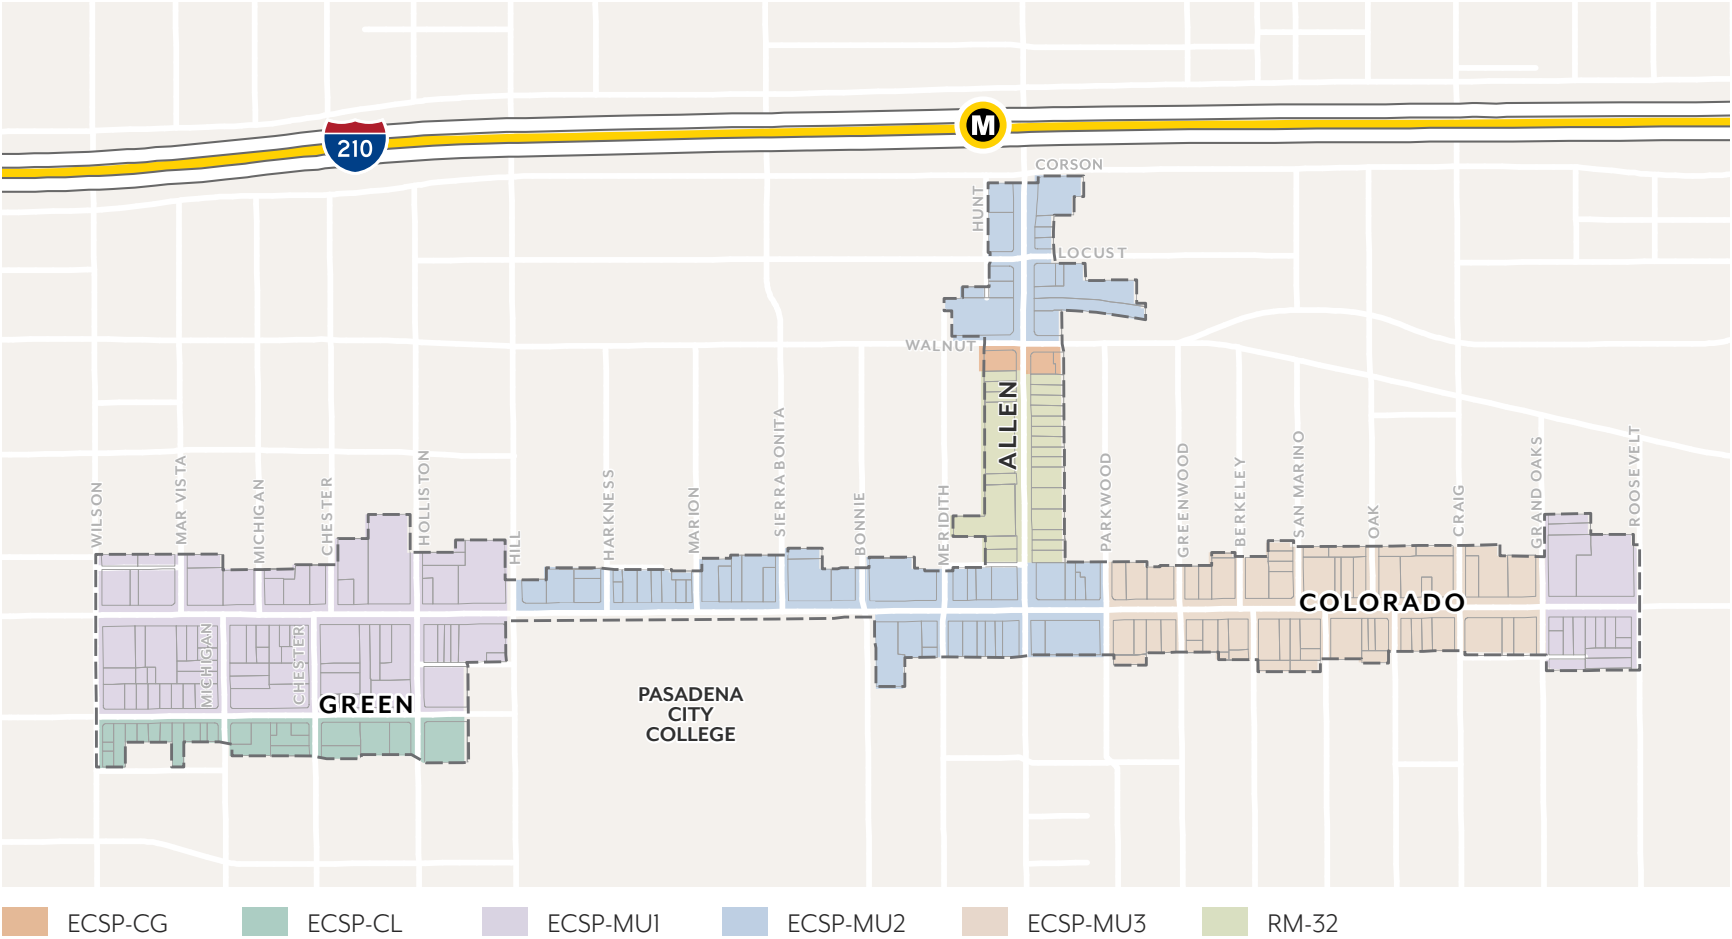 210
M
CORSON
HUNT
LOCUST
WALNUT
ALLEN
WILSON
MAR VISTA
MICHIGAN
CHESTER
HOLLISTON
HILL
HARKNESS
MARION
SIERRA BONITA
BONNIE
MERIDITH
PARKWOOD
GREENWOOD
BERKELEY
SAN MARINO
OAK
CRAIG
GRAND OAKS
ROOSEVELT
COLORADO
MICHIGAN
CHESTER
GREEN
PASADENA
CITY
COLLEGE
ECSP-CG
ECSP-CL
ECSP-MU1
ECSP-MU2
ECSP-MU3
RM-32